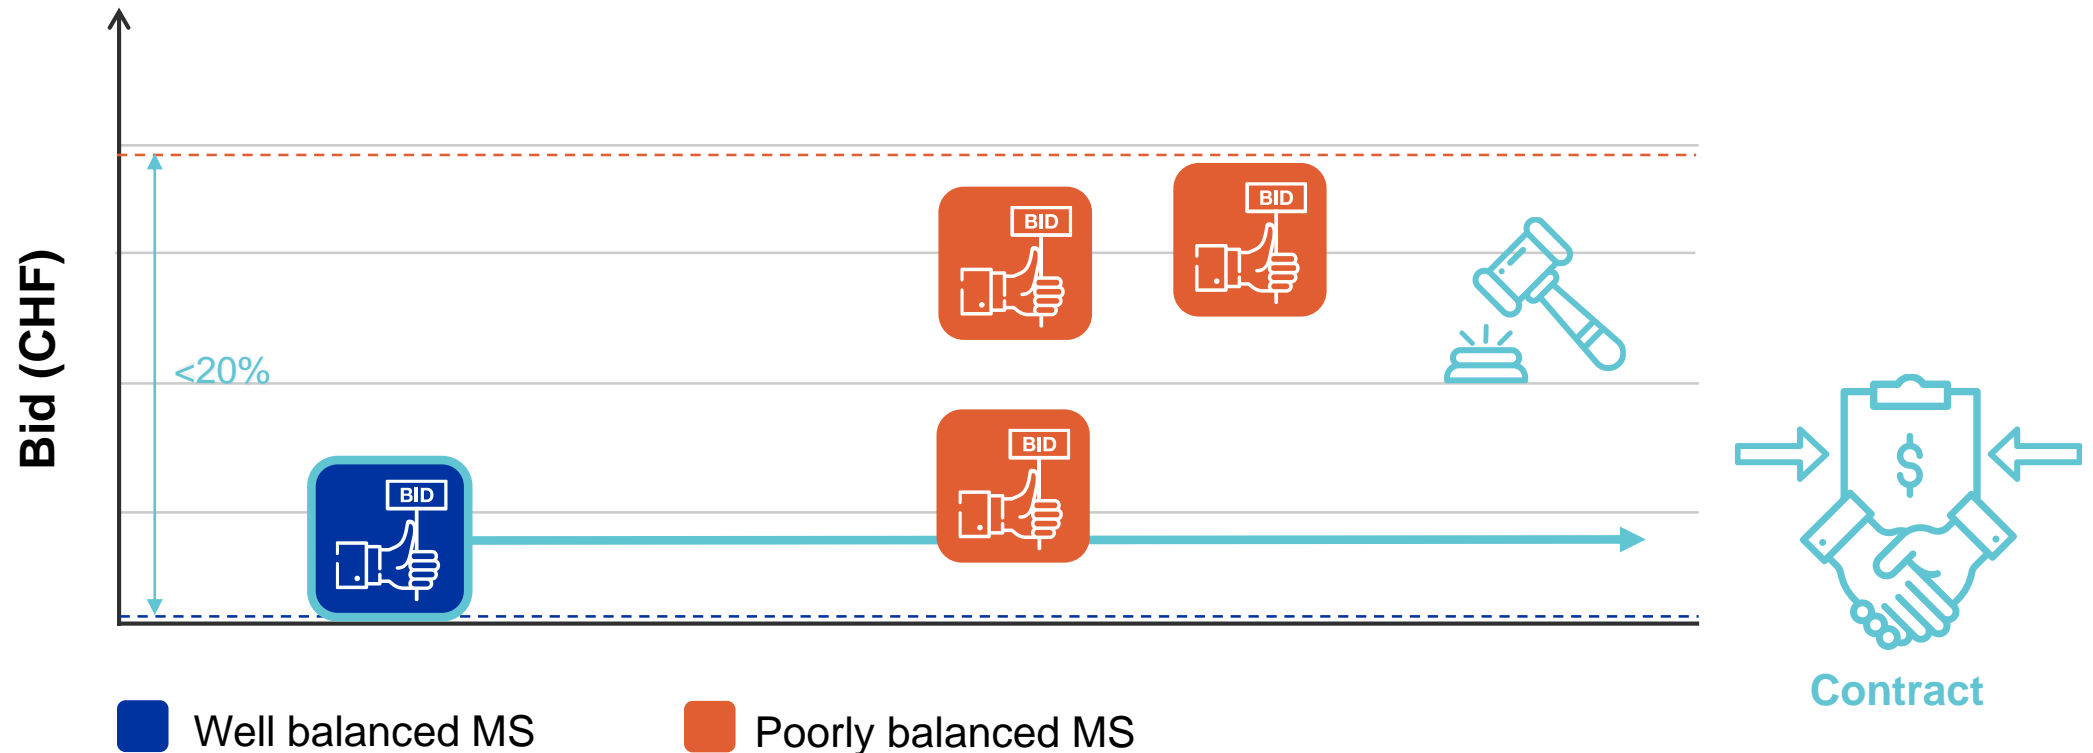 Bid (CHF)
<20%
BID
BID
BID
BID
$
Contract
Well balanced MS
Poorly balanced MS